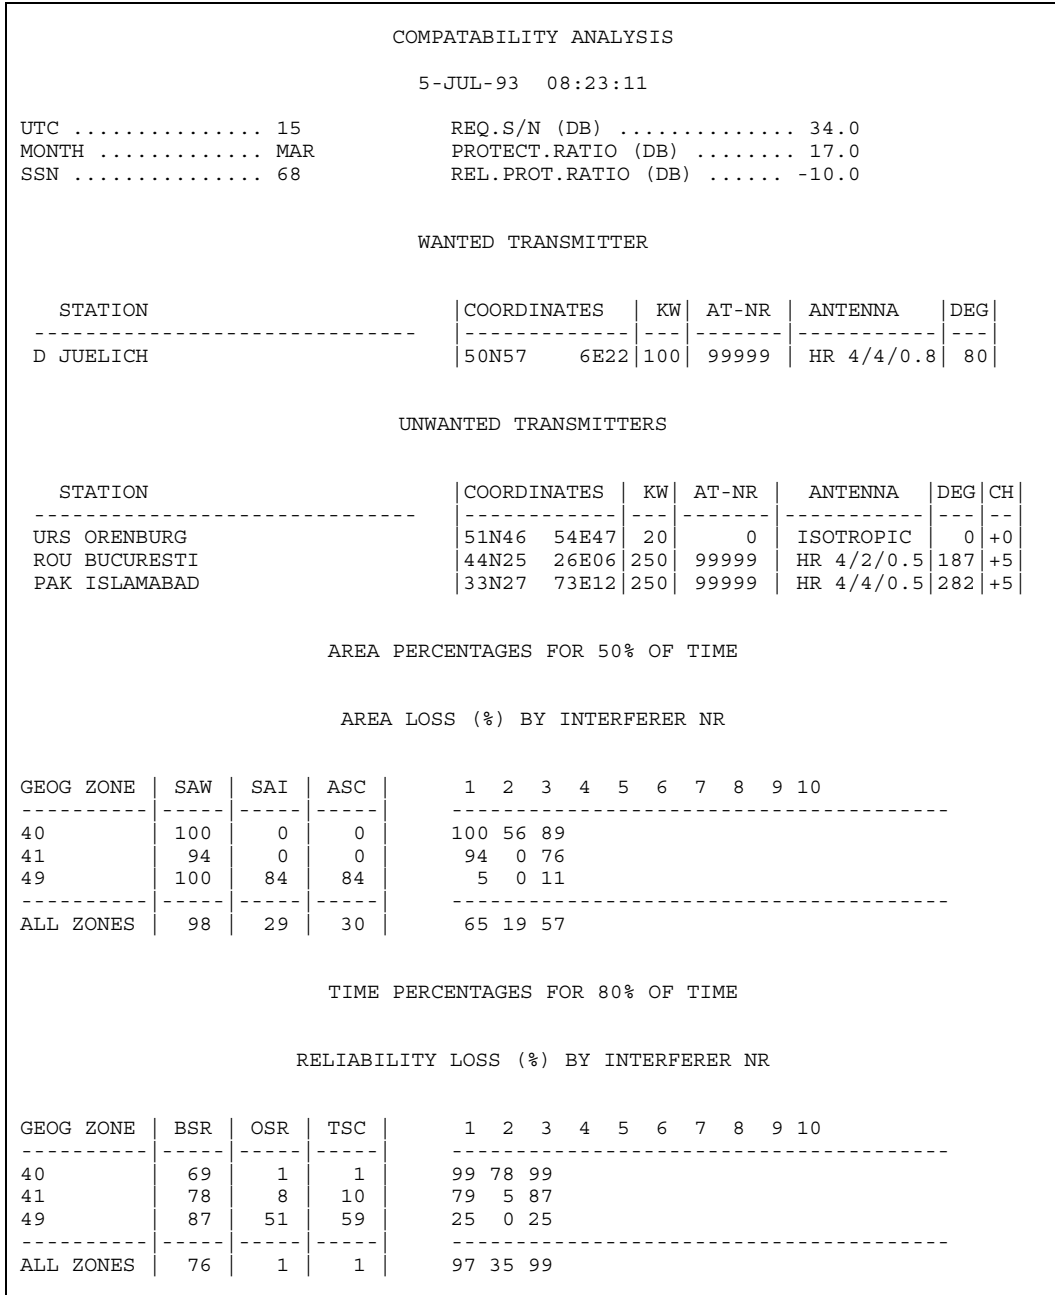 COMPATABILITY ANALYSIS
5-JUL-93 08:23:11
UTC ............... 15 REQ.S/N (DB) .............. 34.0
MONTH ............. MAR PROTECT.RATIO (DB) ........ 17.0
SSN ............... 68 REL.PROT.RATIO (DB) ...... -10.0
WANTED TRANSMITTER
STATION |COORDINATES | KW| AT-NR | ANTENNA |DEG|
------------------------------ |-------------|---|-------|-----------|---|
D JUELICH |50N57 6E22|100| 99999 | HR 4/4/0.8| 80|
UNWANTED TRANSMITTERS
STATION |COORDINATES | KW| AT-NR | ANTENNA |DEG|CH|
------------------------------ |------------|---|-------|-----------|---|--|
URS ORENBURG |51N46 54E47| 20| 0 | ISOTROPIC | 0|+0|
ROU BUCURESTI |44N25 26E06|250| 99999 | HR 4/2/0.5|187|+5|
PAK ISLAMABAD |33N27 73E12|250| 99999 | HR 4/4/0.5|282|+5|
AREA PERCENTAGES FOR 50% OF TIME
AREA LOSS (%) BY INTERFERER NR
GEOG ZONE | SAW | SAI | ASC | 1 2 3 4 5 6 7 8 9 10
----------|-----|-----|-----| ---------------------------------------
40 | 100 | 0 | 0 | 100 56 89
41 | 94 | 0 | 0 | 94 0 76
49 | 100 | 84 | 84 | 5 0 11
----------|-----|-----|-----| ---------------------------------------
ALL ZONES | 98 | 29 | 30 | 65 19 57
TIME PERCENTAGES FOR 80% OF TIME
RELIABILITY LOSS (%) BY INTERFERER NR
GEOG ZONE | BSR | OSR | TSC | 1 2 3 4 5 6 7 8 9 10
----------|-----|-----|-----| ---------------------------------------
40 | 69 | 1 | 1 | 99 78 99
41 | 78 | 8 | 10 | 79 5 87
49 | 87 | 51 | 59 | 25 0 25
----------|-----|-----|-----| ---------------------------------------
ALL ZONES | 76 | 1 | 1 | 97 35 99